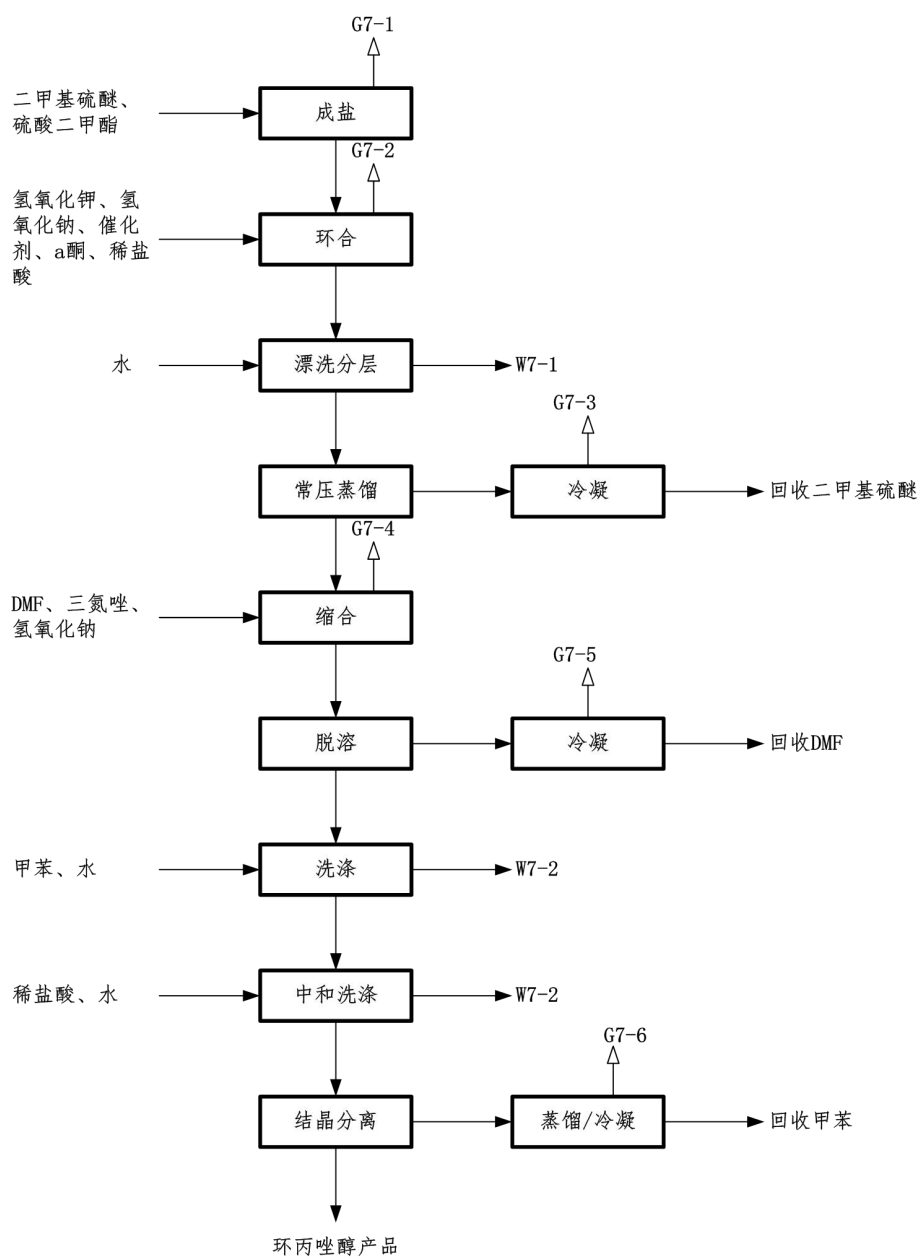 G7-1
二甲基硫醚、
硫酸二甲酯
成盐
G7-2
氢氧化钾、氢
氧化钠、催化
剂、a酮、稀盐
酸
环合
水
漂洗分层
W7-1
G7-3
常压蒸馏
冷凝
回收二甲基硫醚
G7-4
DMF、三氮唑、
氢氧化钠
缩合
G7-5
脱溶
冷凝
回收DMF
甲苯、水
洗涤
W7-2
稀盐酸、水
中和洗涤
W7-2
G7-6
结晶分离
蒸馏/冷凝
回收甲苯
环丙唑醇产品